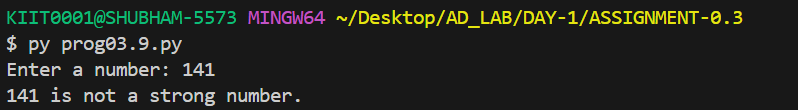 KIIT0001@SHUBHAM-5573 MINGW64 ~/Desktop/AD_LAB/DAY-1/ASSIGNMENT-0.3
$ py prog03.9.py
Enter a number: 141
141 is not a strong number.